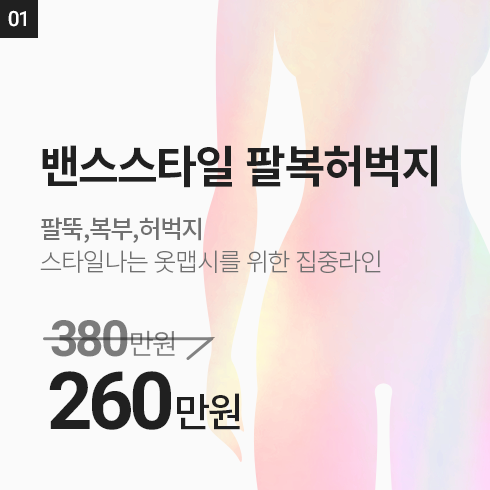 01
밴스스타일 팔복허벅지
팔뚝,복부,허벅지
스타일나는 옷맵시를 위한 집중라인
380만원
260만원